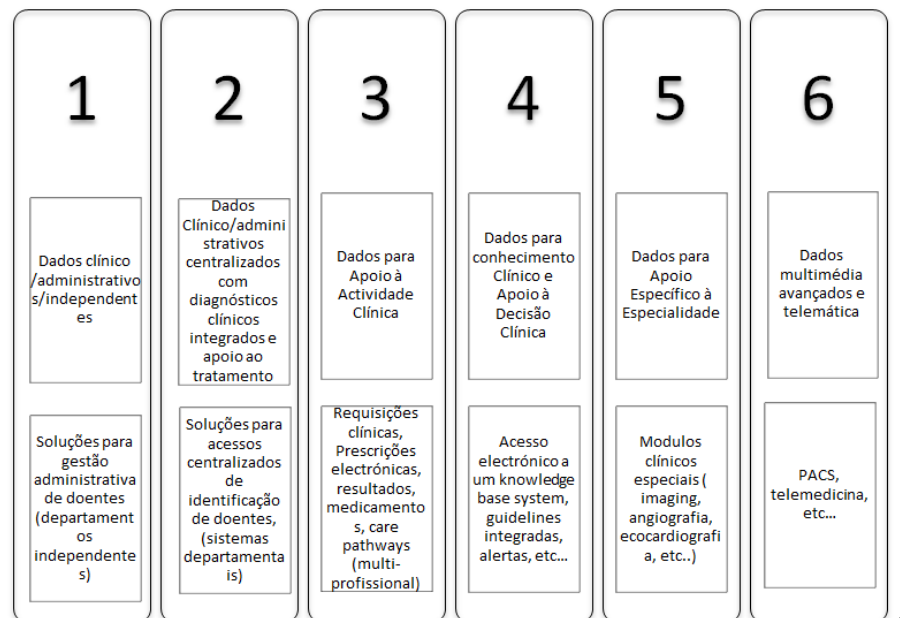 1
2
3
4
5
6
Dados clínico
/administrativo
s/independent
es
Dados
Clínico/admini
strativos
centralizados
com
diagnósticos
clínicos
integrados e
apoio ao
tratamento
Dados para
Apoio à
Actividade
Clínica
Dados para
conhecimento
Clínico e
Apoio à
Decisão
Clínica
Dados para
Apoio
Específico à
Especialidade
Dados
multimédia
avançados e
telemática
Soluções para
gestão
administrativa
de doentes
(departament
os
independente
s)
Soluções para
acessos
centralizados
de
identificação
de doentes,
(sistemas
departamenta
is)
Requisições
clínicas,
Prescrições
electrónicas,
resultados,
medicamento
s, care
pathways
(multi-
profissional)
Acesso
electrónico a
um knowledge
base system,
guidelines
integradas,
alertas, etc...
Modulos
clínicos
especiais (
imaging,
angiografia,
ecocardiografi
a, etc..)
PACS,
telemedicina,
etc...